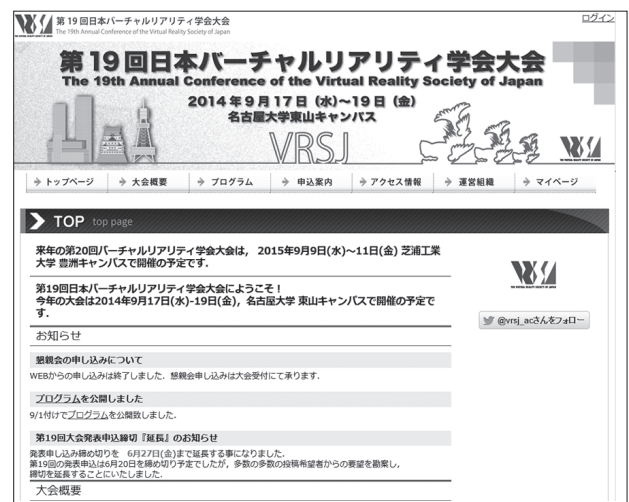 ログイン
第 19 回日本バーチャルリアリティ学会大会
The 19th Annual Conference of the Virtual Reality Society of Japan
第19回日本バーチャルリアリティ学会大会
The 19th Annual Conference of the Virtual Reality Society of Japan
2014年9月17日（水）〜19日（金）
名古屋大学東山キャンパス
VRSJ
トップページ
大会概要
プログラム
申込案内
アクセス情報
運営組織
マイページ
TOP top page
来年の第20回バーチャルリアリティ学会大会は， 2015年9月9日(水)～11日(金) 芝浦工業
大学 豊洲キャンパスで開催の予定です．
第19回日本バーチャルリアリティ学会大会にようこそ！
今年の大会は2014年9月17日(水)-19日(金)，名古屋大学 東山キャンパスで開催の予定で
す．
@vrsj_acさんをフォロー
お知らせ
懇親会の申し込みについて
WEBからの申し込みは終了しました．懇親会申し込みは大会受付にて承ります．
プログラムを公開しました
9/1付けでプログラムを公開致しました．
第19回大会発表申込締切『延長』のお知らせ
発表申し込み締め切りを 6月27日(金)まで延長する事になりました．
第19回の発表申込は6月20日を締め切り予定でしたが，多数の多数の投稿希望者からの要望を勘案し，
締切を延長することにいたしました．
大会概要